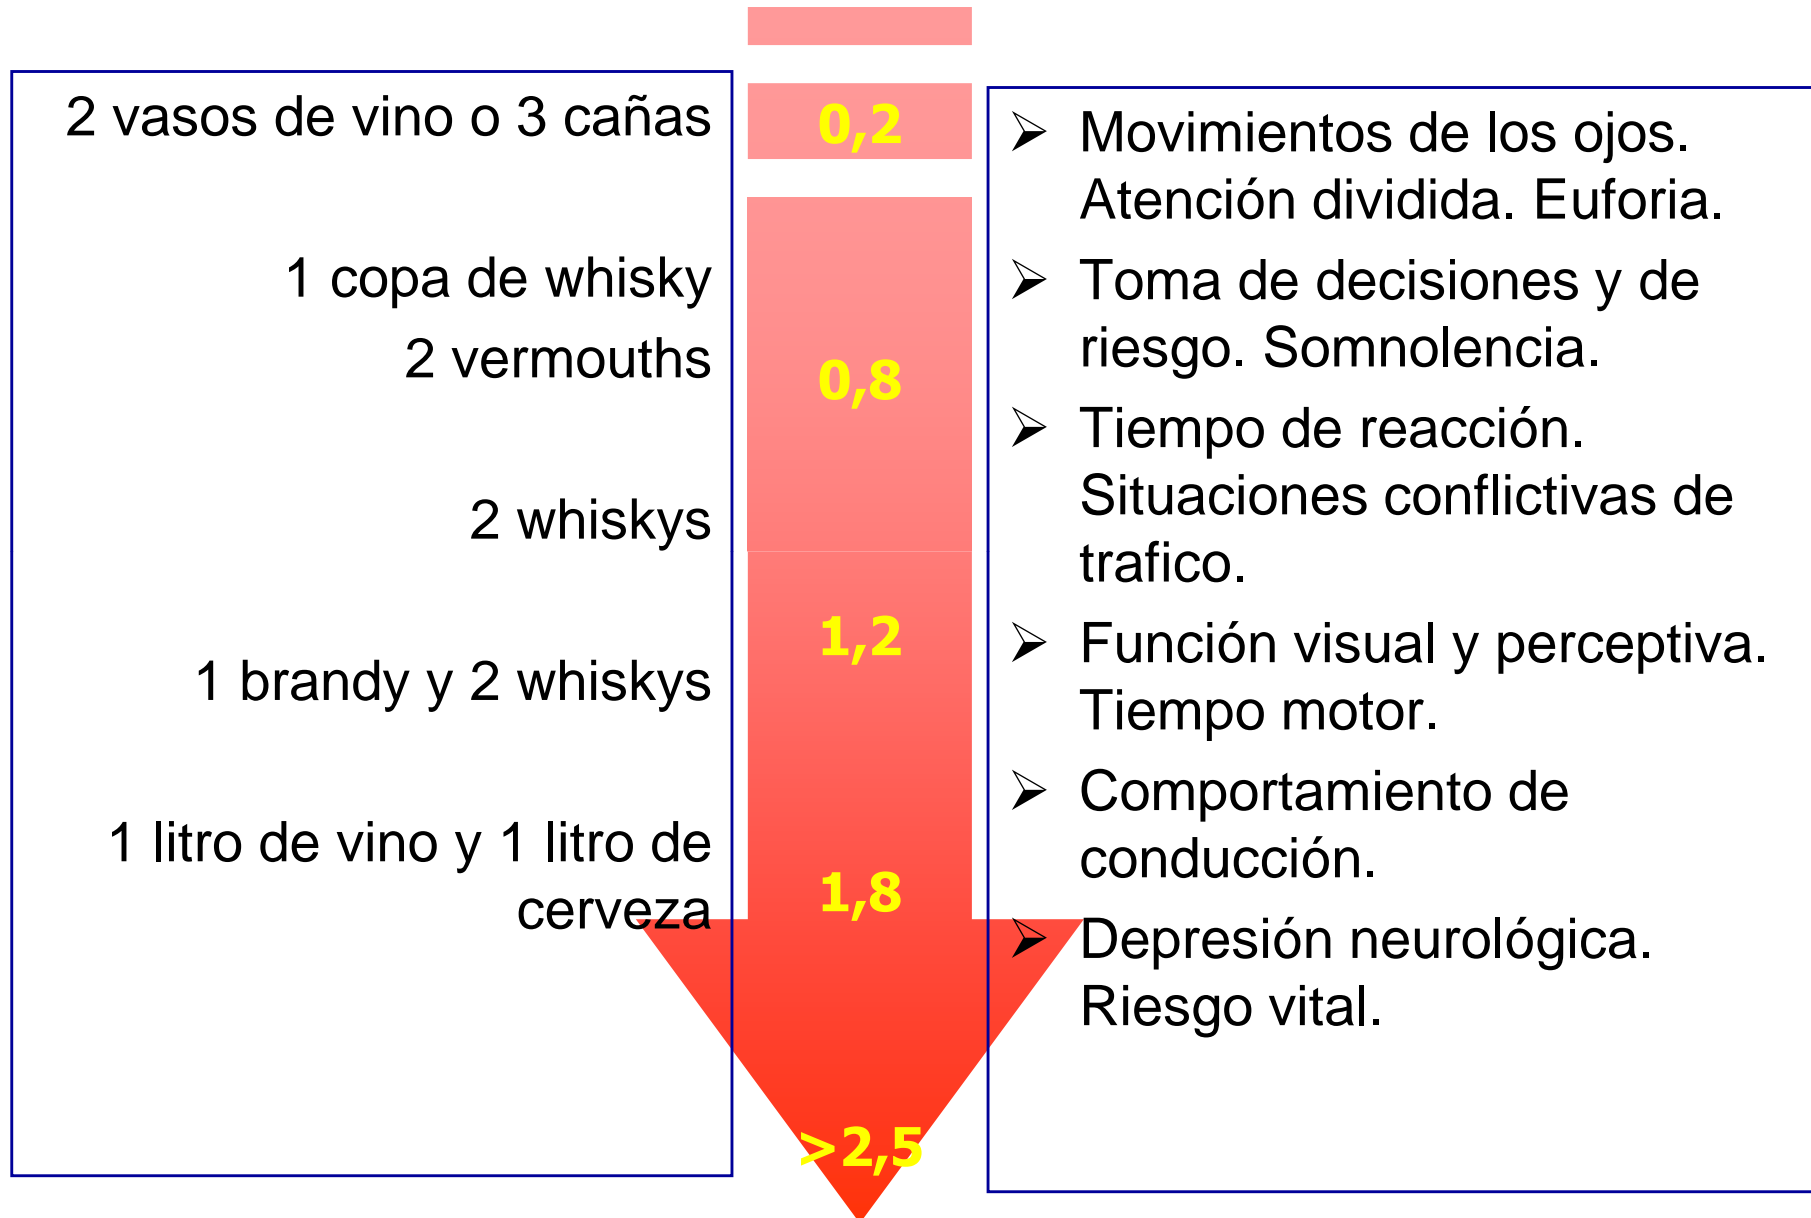 2 vasos de vino o 3 cañas
1 copa de whisky
2 vermouths
2 whiskys
1 brandy y 2 whiskys
1 litro de vino y 1 litro de
cerveza
0,2
0,8
1,2
1,8
>2,5
➢ Movimientos de los ojos.
Atención dividida. Euforia.
➢ Toma de decisiones y de
riesgo. Somnolencia.
➢ Tiempo de reacción.
Situaciones conflictivas de
trafico.
➢ Función visual y perceptiva.
Tiempo motor.
➢ Comportamiento de
conducción.
➢ Depresión neurológica.
Riesgo vital.